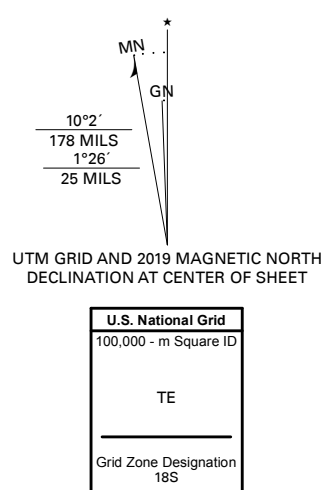 ★
MN
GN
10°2´
178 MILS
1°26´
25 MILS
UTM GRID AND 2019 MAGNETIC NORTH
DECLINATION AT CENTER OF SHEET
U.S. National Grid
100,000 - m Square ID
TE
Grid Zone Designation
18S